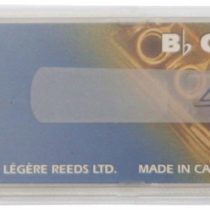 B♭ C
LÉGÈRE REEDS LTD. MADE IN CA